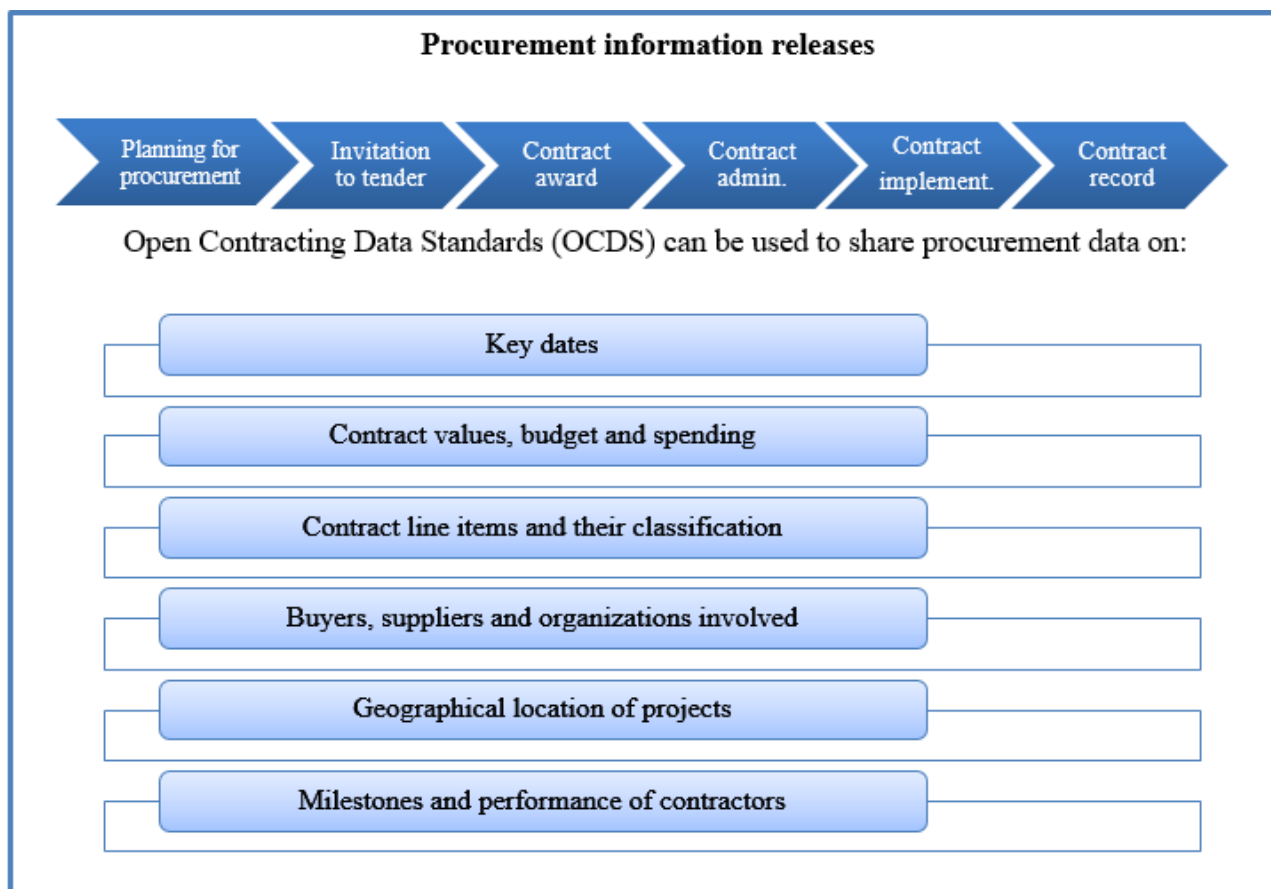 Procurement information releases
Planning for
procurement
Invitation
to tender
Contract
award
Contract
admin.
Contract
implement.
Contract
record
Open Contracting Data Standards (OCDS) can be used to share procurement data on:
Key dates
Contract values, budget and spending
Contract line items and their classification
Buyers, suppliers and organizations involved
Geographical location of projects
Milestones and performance of contractors